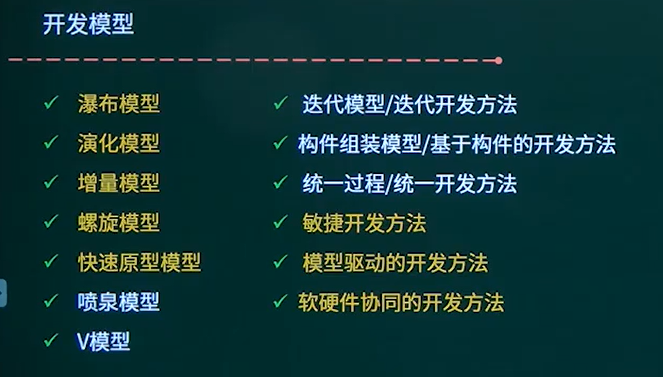 开发模型
瀑布模型
演化模型
增量模型
螺旋模型
快速原型模型
喷泉模型
V模型
迭代模型/迭代开发方法
构件组装模型/基于构件的开发方法
统一过程/统一开发方法
敏捷开发方法
模型驱动的开发方法
软硬件协同的开发方法